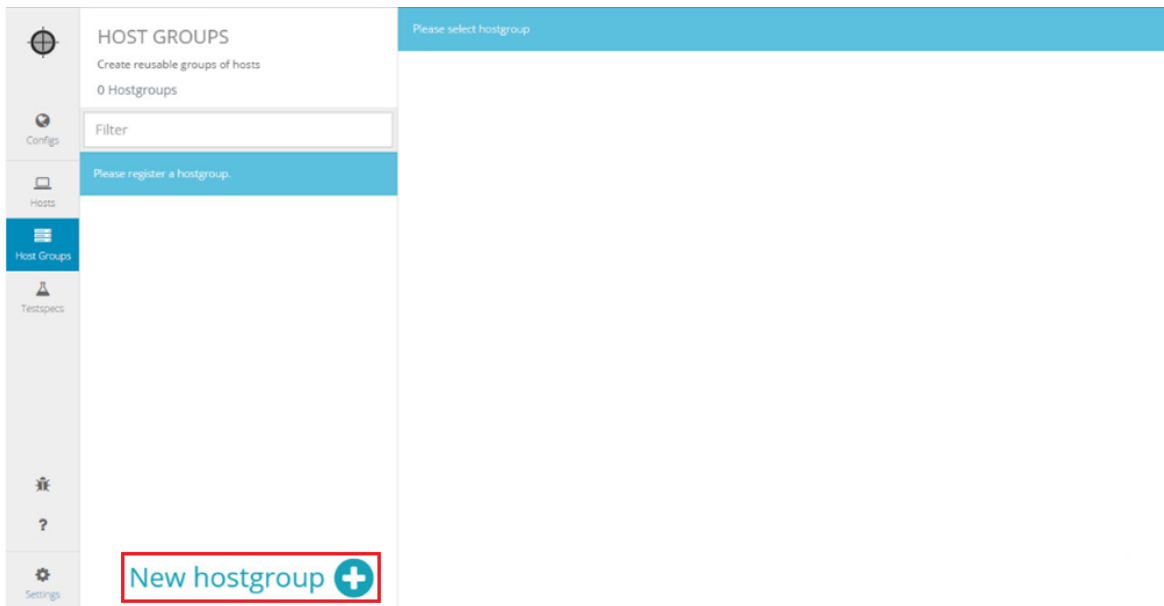 Configs
Hosts
Host Groups
Testspecs
?
Settings
HOST GROUPS
Create reusable groups of hosts
0 Hostgroups
Filter
Please register a hostgroup.
New hostgroup
Please select hostgroup